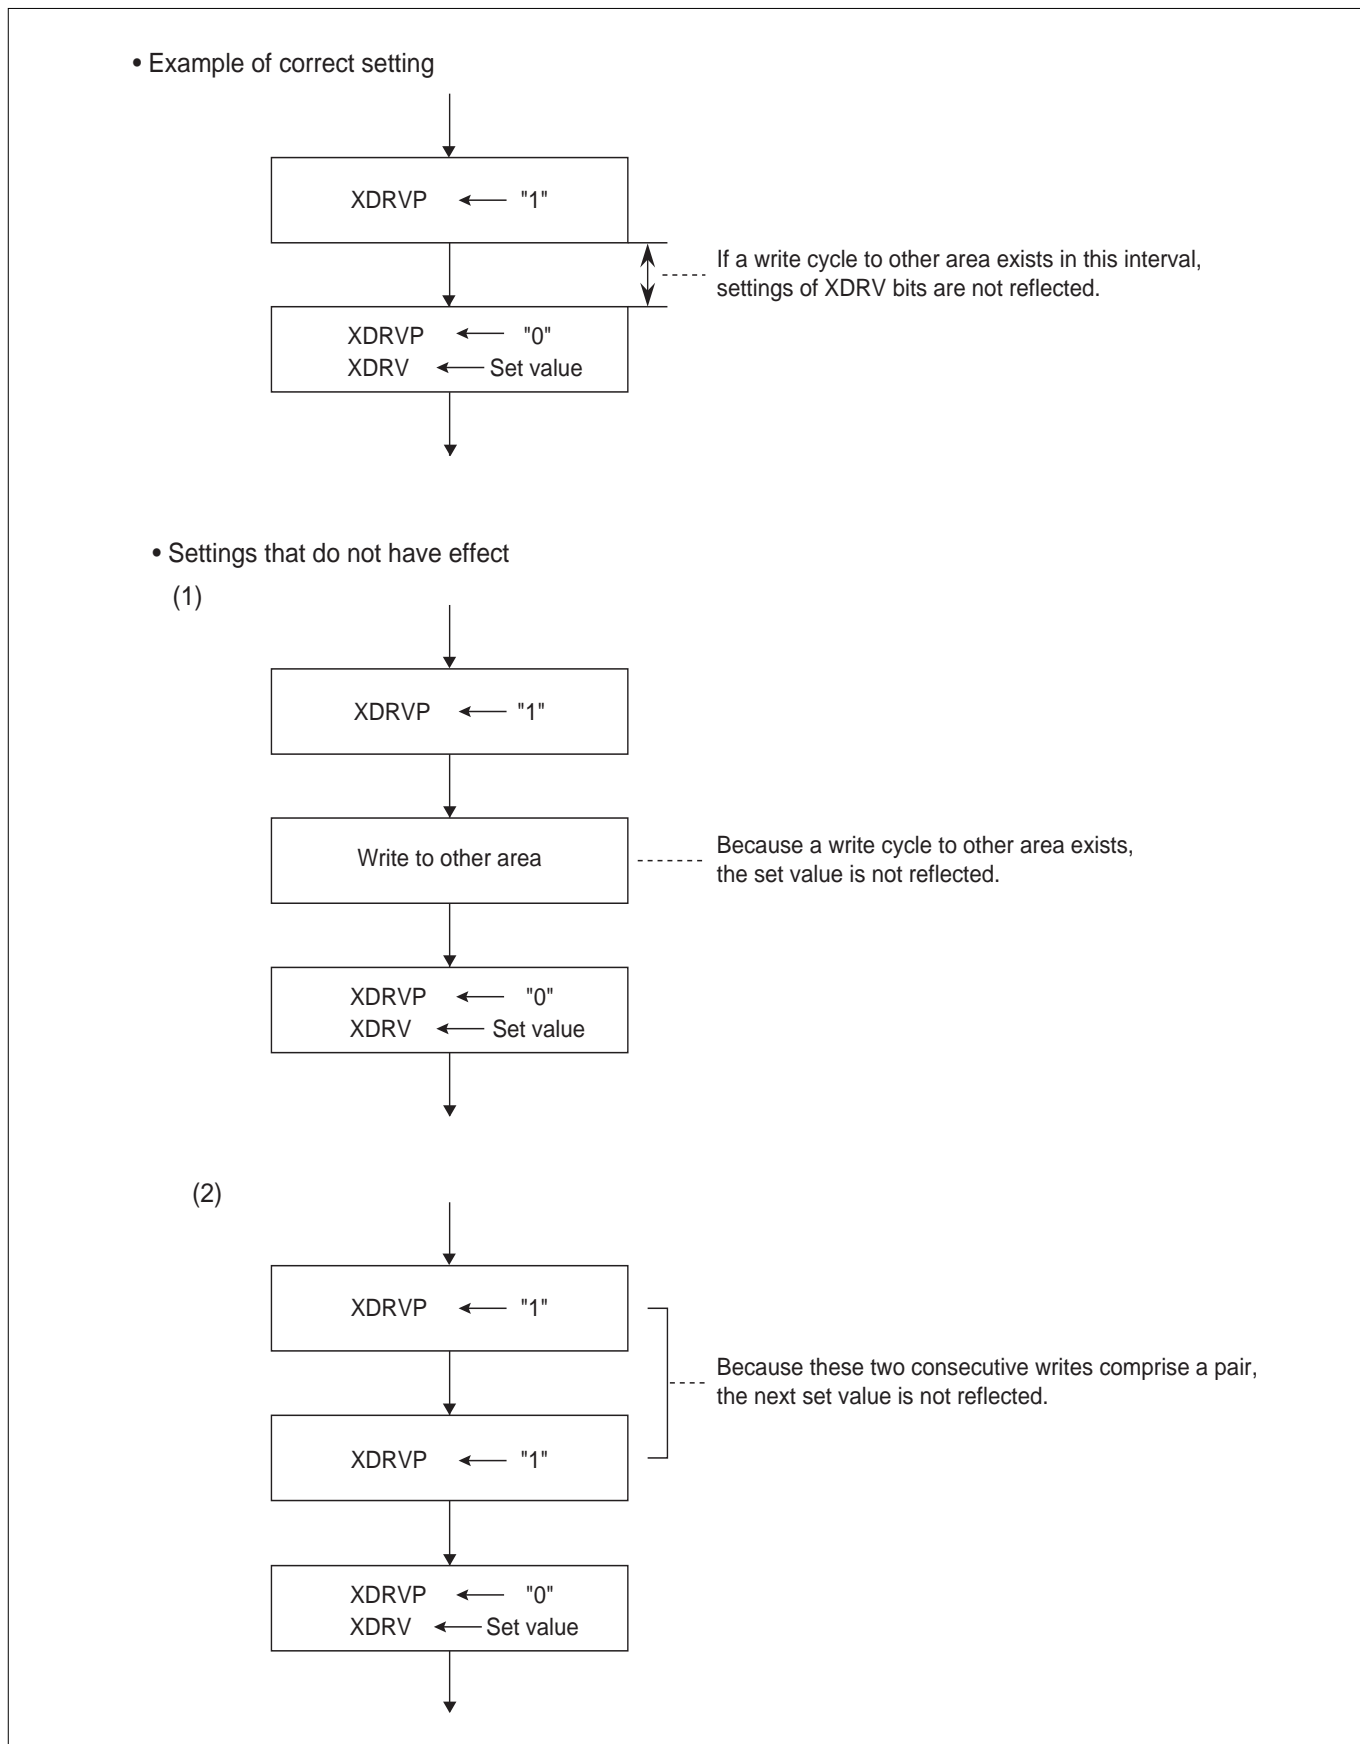 • Example of correct setting
XDRVP ← "1"
If a write cycle to other area exists in this interval,
settings of XDRV bits are not reflected.
XDRVP ← "0"
XDRV ← Set value
• Settings that do not have effect
(1)
XDRVP ← "1"
Write to other area
Because a write cycle to other area exists,
the set value is not reflected.
XDRVP ← "0"
XDRV ← Set value
(2)
XDRVP ← "1"
Because these two consecutive writes comprise a pair,
the next set value is not reflected.
XDRVP ← "1"
XDRVP ← "0"
XDRV ← Set value